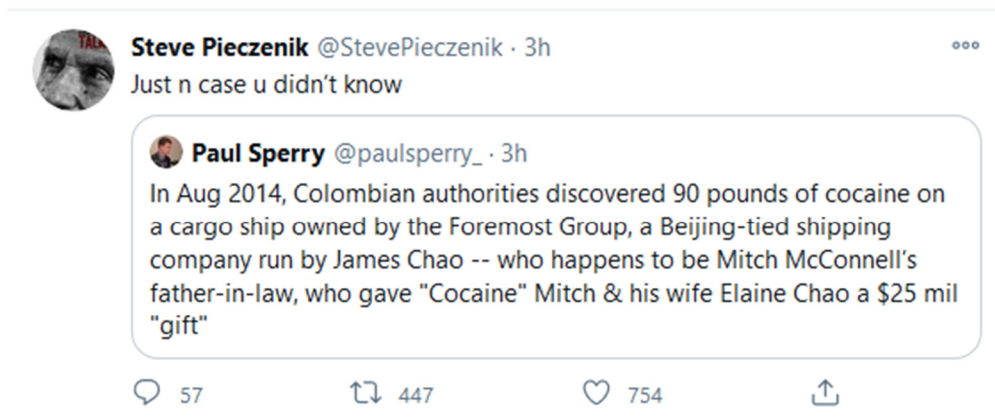 Steve Pieczenik @StevePieczenik · 3h
Just n case u didn't know
Paul Sperry @paulsperry_ · 3h
In Aug 2014, Colombian authorities discovered 90 pounds of cocaine on
a cargo ship owned by the Foremost Group, a Beijing-tied shipping
company run by James Chao -- who happens to be Mitch McConnell's
father-in-law, who gave "Cocaine" Mitch & his wife Elaine Chao a $25 mil
"gift"
57 447 754